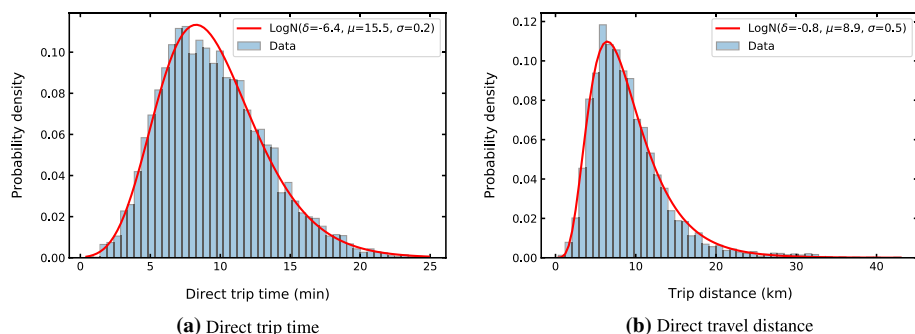 LogN(δ=-6.4, μ=15.5, σ=0.2)
Data
Probability density
0.10
0.08
0.06
0.04
0.02
0.00
0 5 10 15 20 25
Direct trip time (min)
(a) Direct trip time
LogN(δ=-0.8, μ=8.9, σ=0.5)
Data
Probability density
0.12
0.10
0.08
0.06
0.04
0.02
0.00
0 10 20 30 40
Trip distance (km)
(b) Direct travel distance